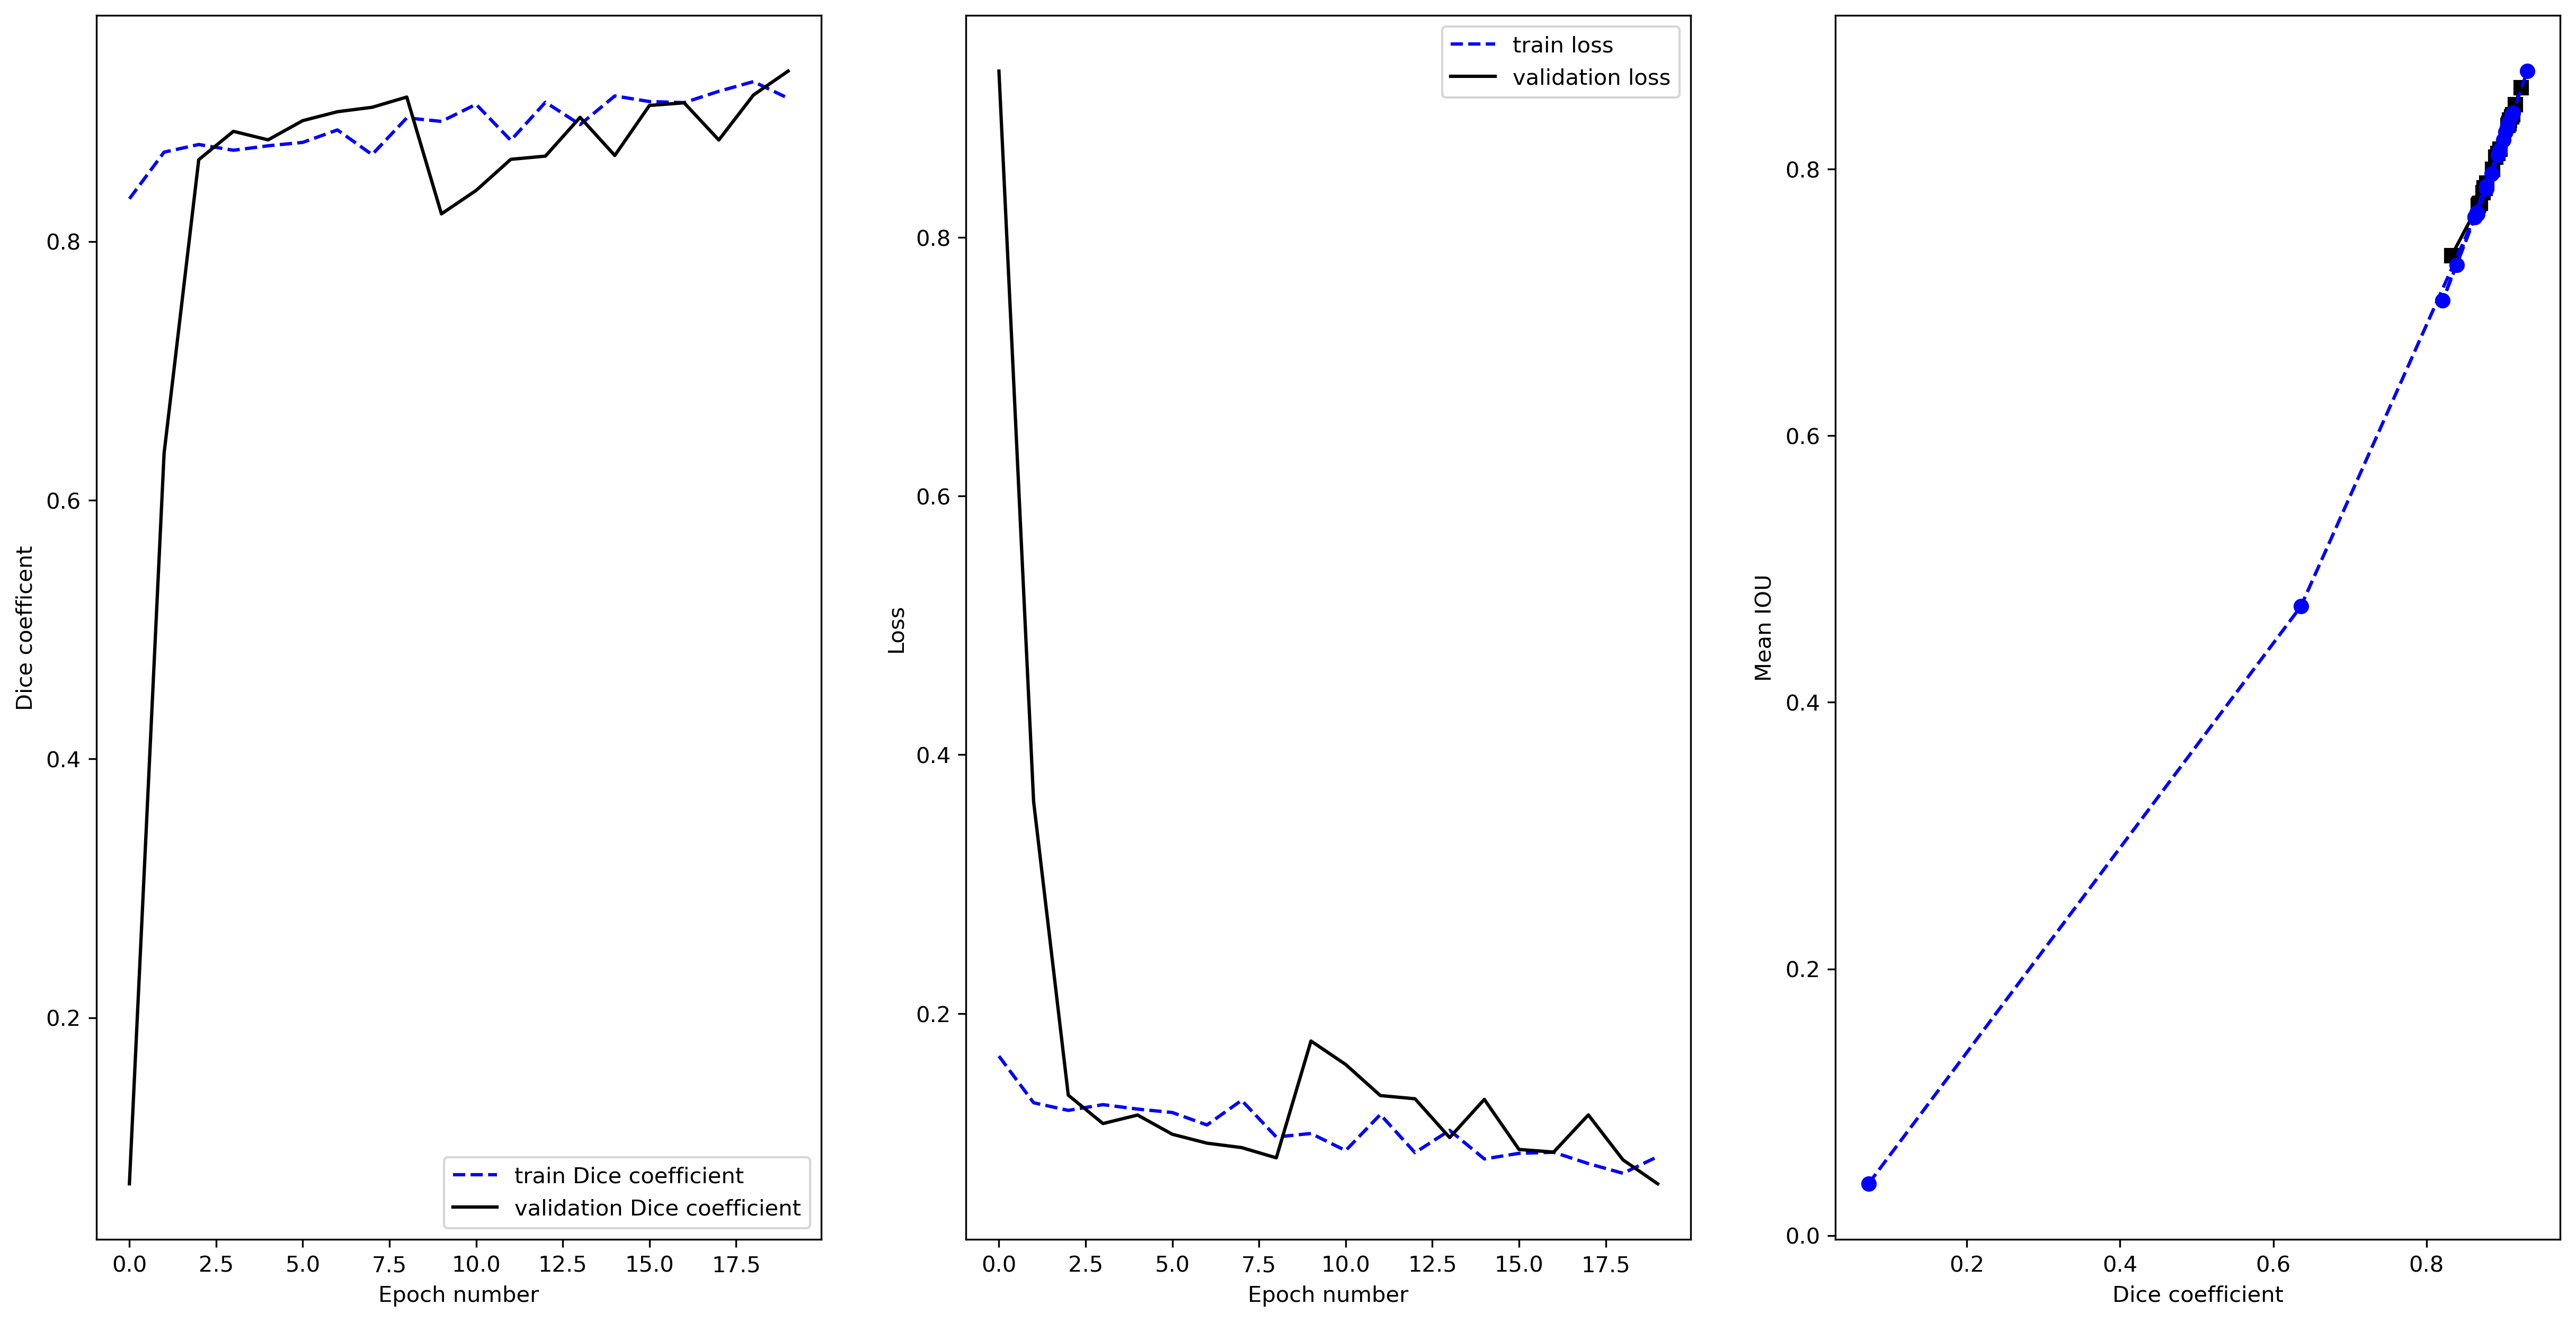 Dice coefficent
0.8
0.6
0.4
0.2
0.0 2.5 5.0 7.5 10.0 12.5 15.0 17.5
Epoch number
train Dice coefficient
validation Dice coefficient
Loss
0.8
0.6
0.4
0.2
0.0 2.5 5.0 7.5 10.0 12.5 15.0 17.5
Epoch number
train loss
validation loss
Mean IOU
0.8
0.6
0.4
0.2
0.0
0.2 0.4 0.6 0.8
Dice coefficient